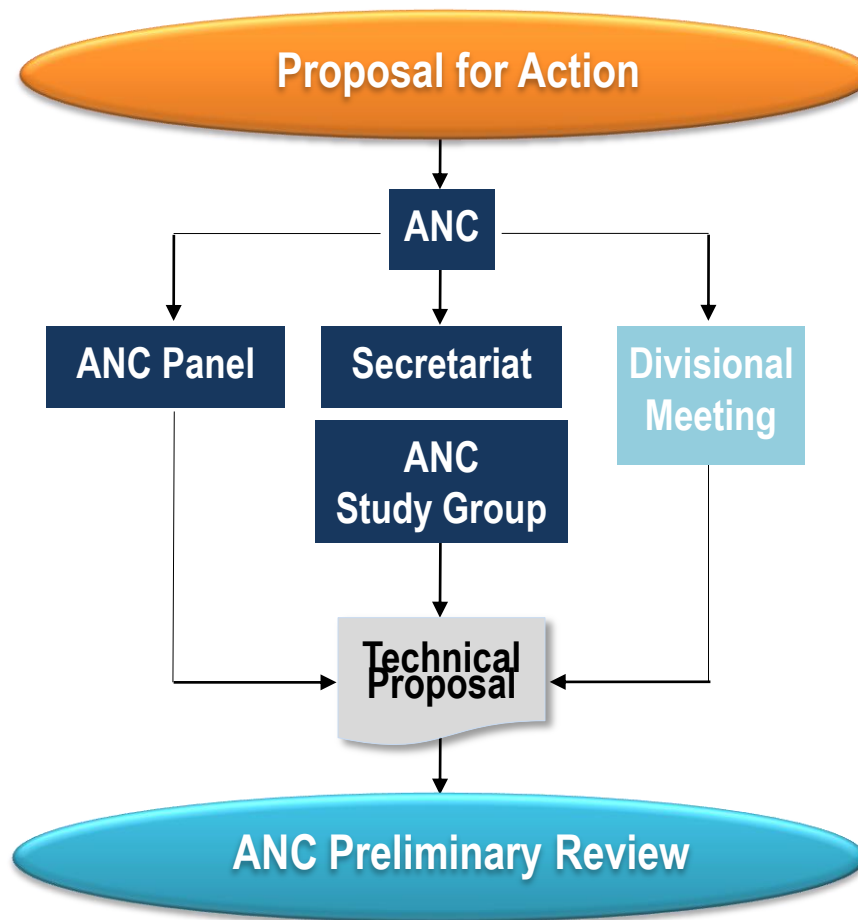 Proposal for Action
ANC
ANC Panel
Secretariat
Divisional
Meeting
ANC
Study Group
Technical
Proposal
ANC Preliminary Review